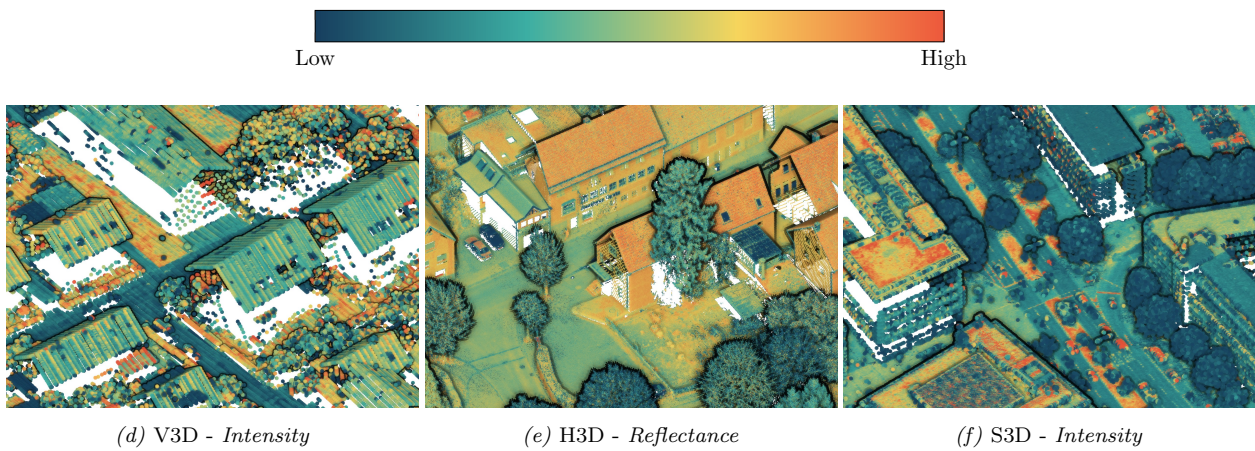 Low High
(d) V3D - Intensity (e) H3D - Reflectance (f) S3D - Intensity